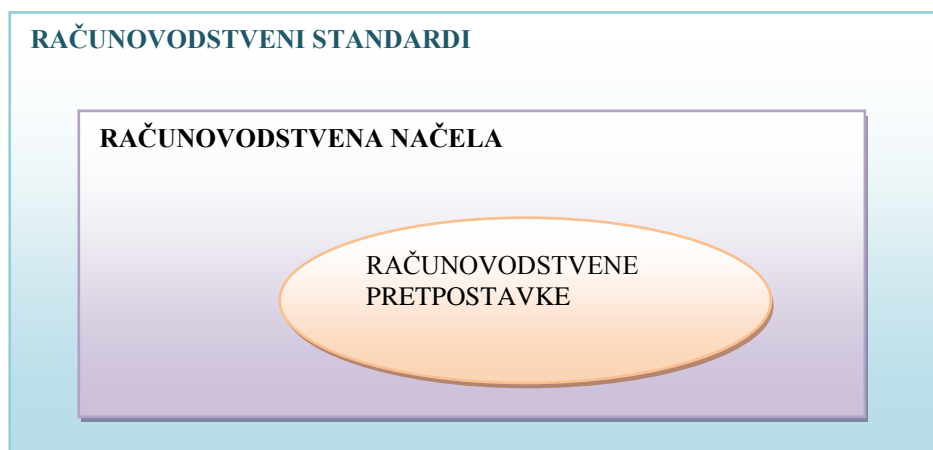 RAČUNOVODSTVENI STANDARDI
RAČUNOVODSTVENA NAČELA
RAČUNOVODSTVENE
PRETPOSTAVKE